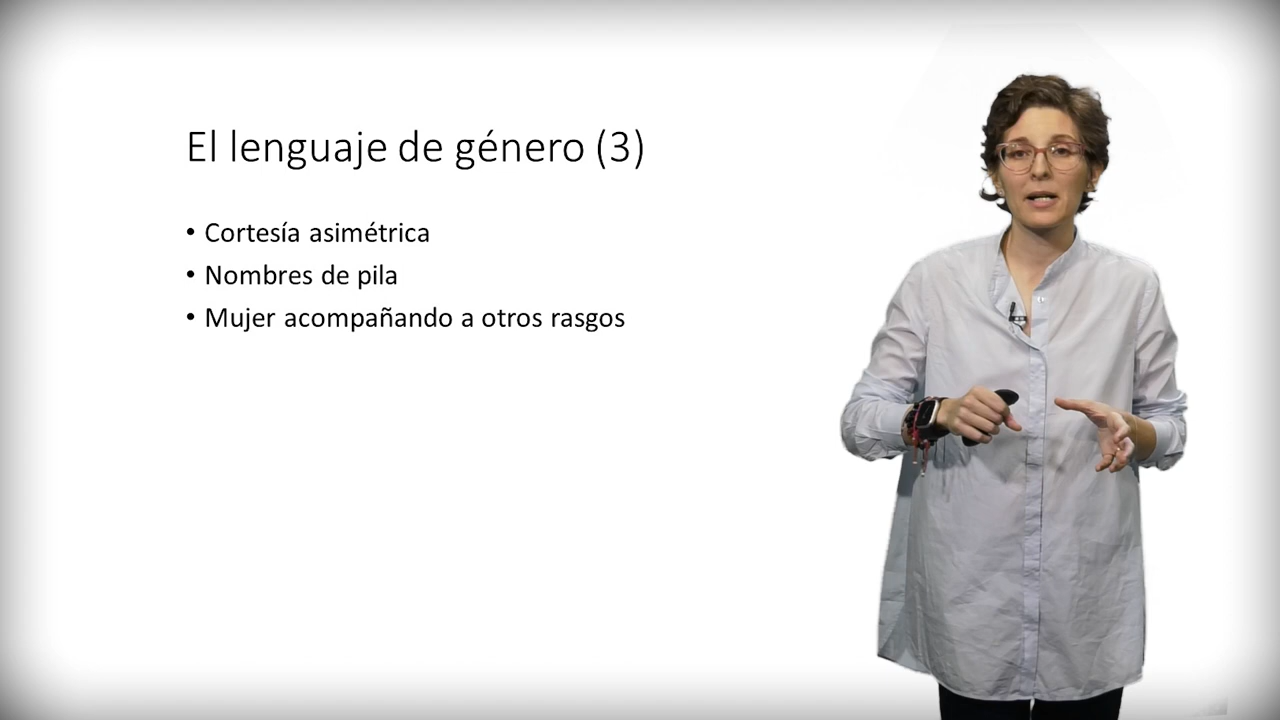 El lenguaje de género (3)
• Cortesía asimétrica
• Nombres de pila
• Mujer acompañando a otros rasgos